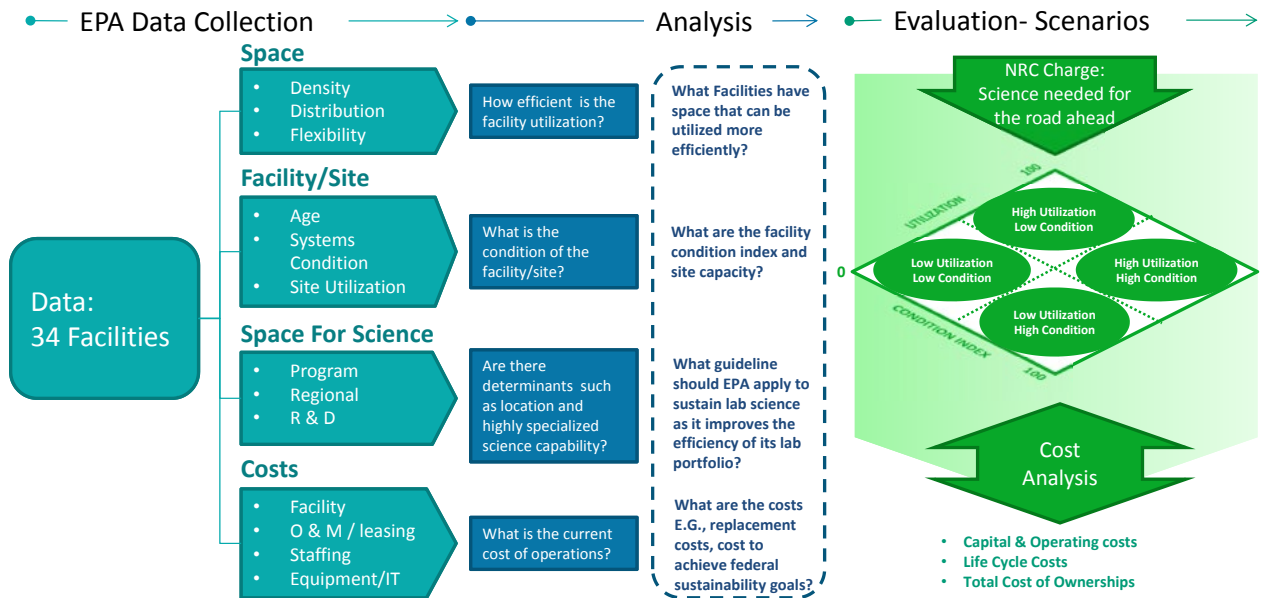 EPA Data Collection
Analysis
Evaluation- Scenarios
Data:
34 Facilities
Space
• Density
• Distribution
• Flexibility
How efficient is the
facility utilization?
What Facilities have
space that can be
utilized more
efficiently?
Facility/Site
• Age
• Systems
Condition
• Site Utilization
What is the
condition of the
facility/site?
What are the facility
condition index and
site capacity?
Space For Science
• Program
• Regional
• R & D
Are there
determinants such
as location and
highly specialized
science capability?
What guideline
should EPA apply to
sustain lab science
as it improves the
efficiency of its lab
portfolio?
Costs
• Facility
• O & M / leasing
• Staffing
• Equipment/IT
What is the current
cost of operations?
What are the costs
E.G., replacement
costs, cost to
achieve federal
sustainability goals?
NRC Charge:
Science needed for
the road ahead
100
UTILIZATION
High Utilization
Low Condition
0
Low Utilization
Low Condition
High Utilization
High Condition
Low Utilization
High Condition
CONDITION INDEX
100
Cost
Analysis
• Capital & Operating costs
• Life Cycle Costs
• Total Cost of Ownerships